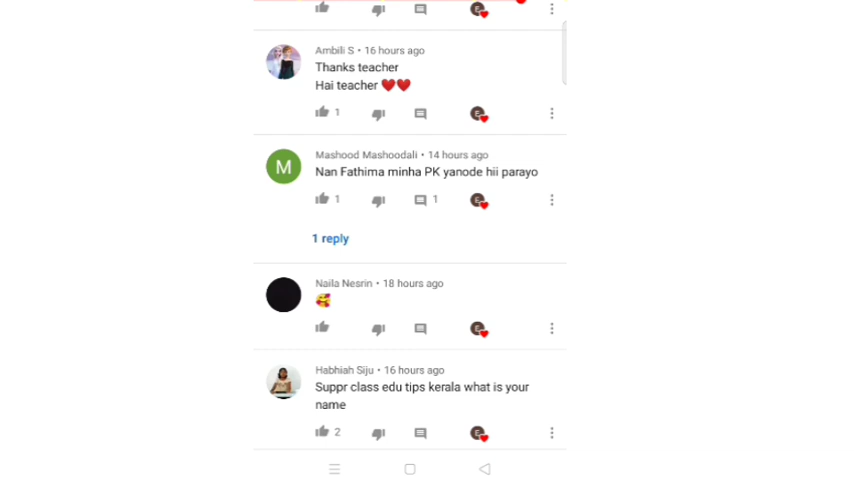 Ambili S • 16 hours ago
Thanks teacher
Hai teacher ❤️❤️
1
M
Mashood Mashoodali • 14 hours ago
Nan Fathima minha PK yanode hii parayo
1 1
1 reply
Naila Nesrin • 18 hours ago
🥰
Habhiah Siju • 16 hours ago
Suppr class edu tips kerala what is your
name
2